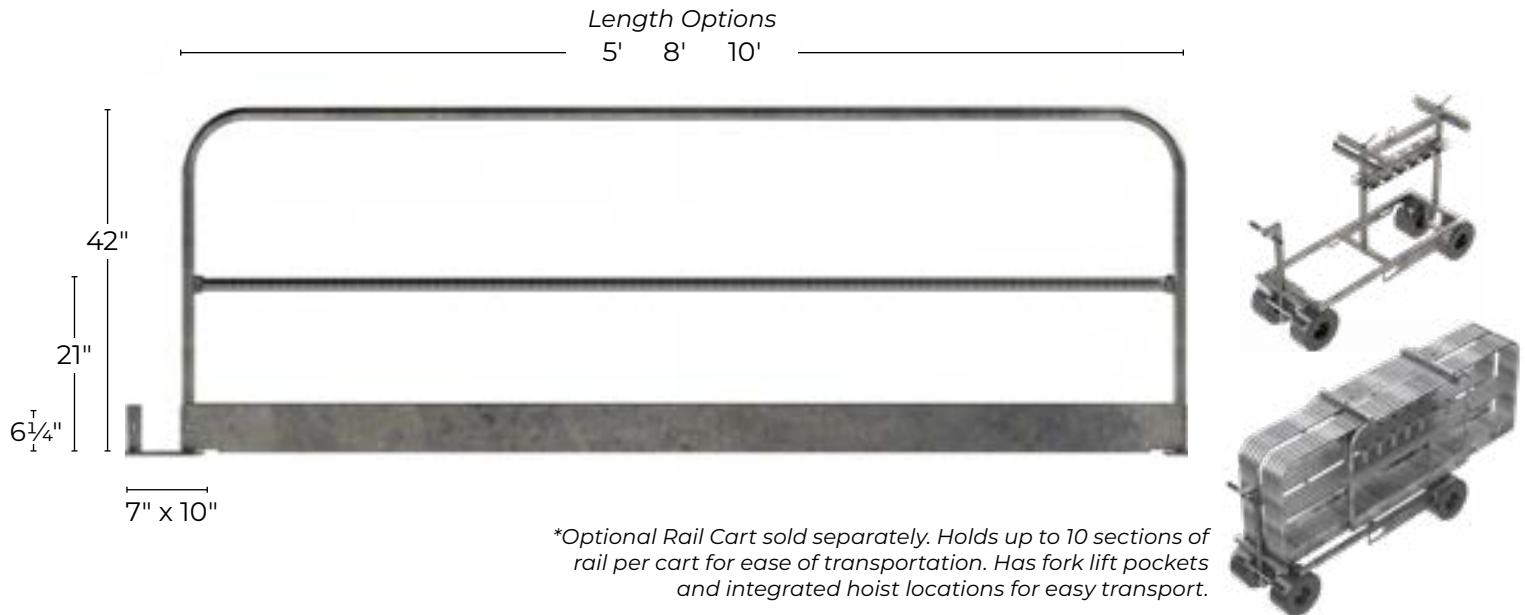 Length Options
5' 8' 10'
42"
21"
6¼"
7" x 10"
*Optional Rail Cart sold separately. Holds up to 10 sections of
rail per cart for ease of transportation. Has fork lift pockets
and integrated hoist locations for easy transport.